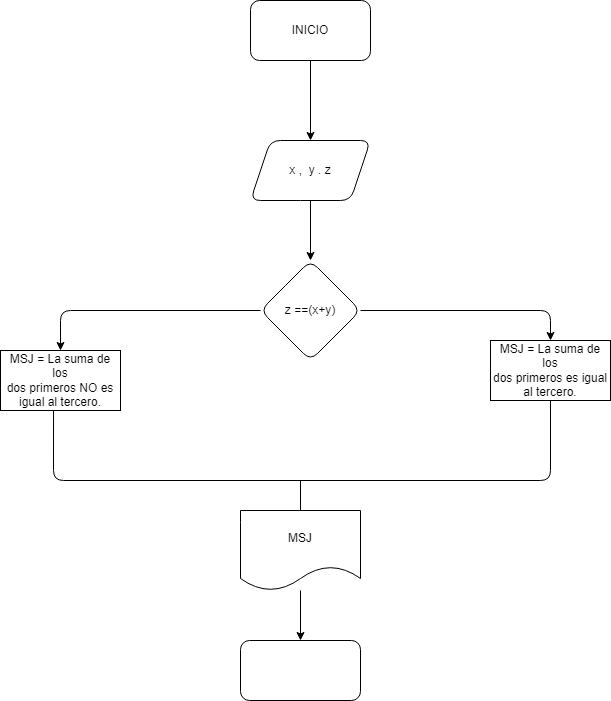 INICIO
x ,  y . z
z ==(x+y)
MSJ = La suma de
los
dos primeros NO es
igual al tercero.
MSJ = La suma de
los
dos primeros es igual
al tercero.
MSJ